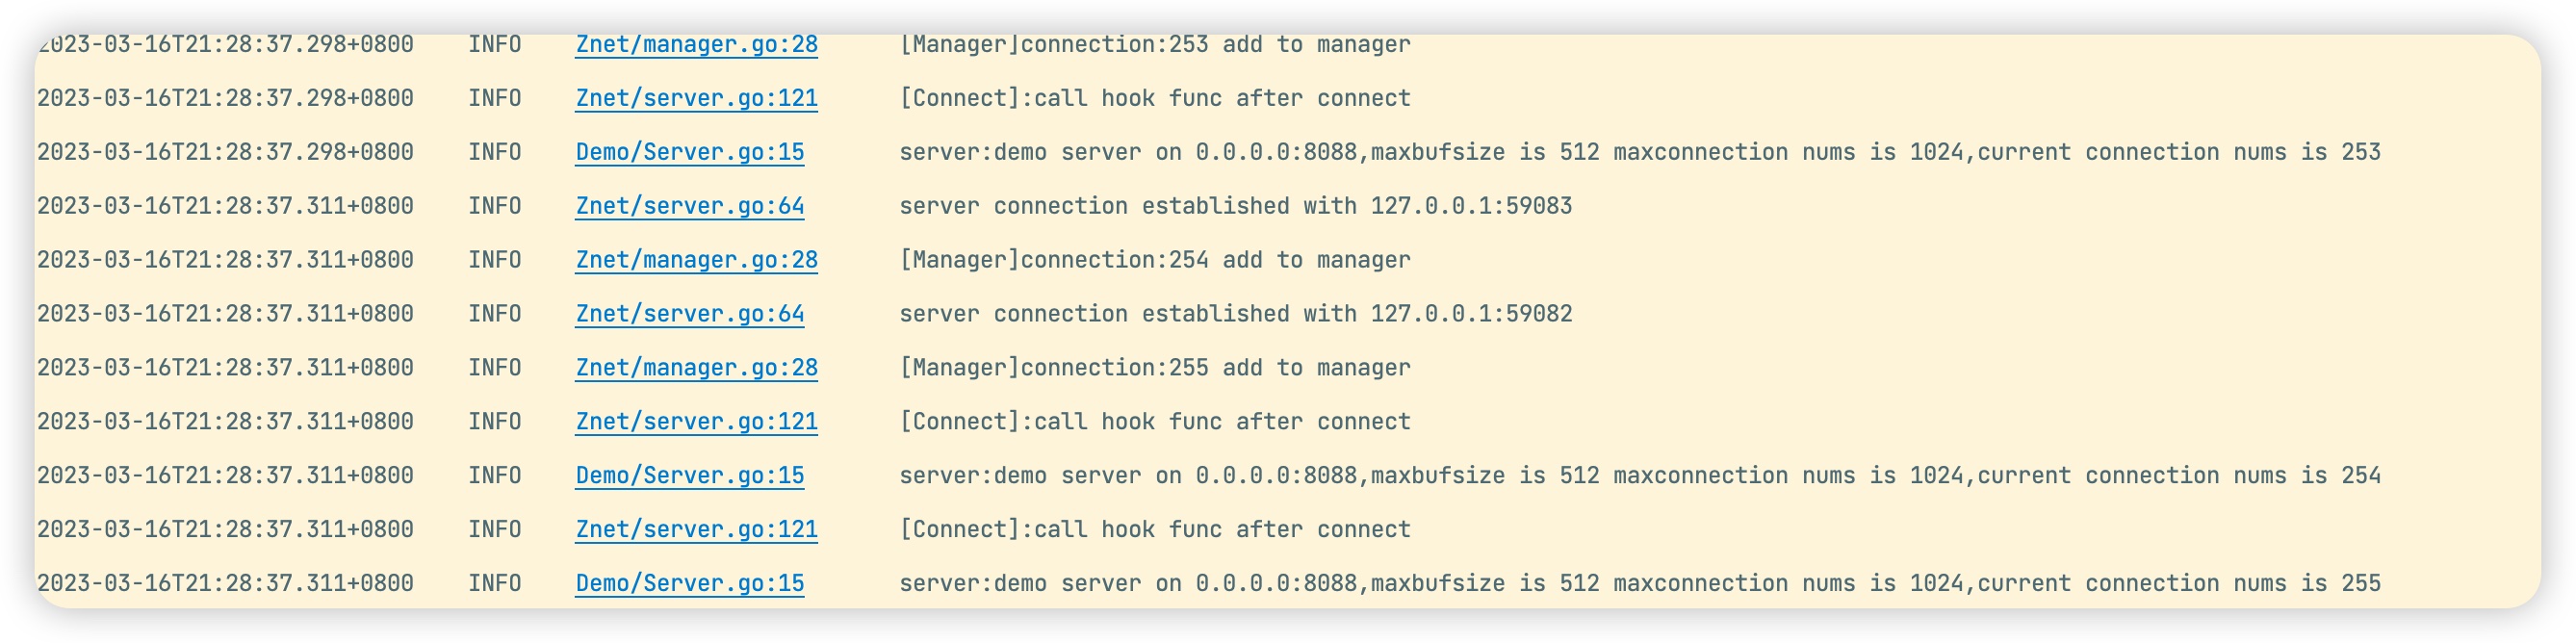 2023-03-16T21:28:37.298+0800 INFO Znet/manager.go:28 [Manager]connection:253 add to manager
2023-03-16T21:28:37.298+0800 INFO Znet/server.go:121 [Connect]:call hook func after connect
2023-03-16T21:28:37.298+0800 INFO Demo/Server.go:15 server:demo server on 0.0.0.0:8088,maxbufsize is 512 maxconnection nums is 1024,current connection nums is 253
2023-03-16T21:28:37.311+0800 INFO Znet/server.go:64 server connection established with 127.0.0.1:59083
2023-03-16T21:28:37.311+0800 INFO Znet/manager.go:28 [Manager]connection:254 add to manager
2023-03-16T21:28:37.311+0800 INFO Znet/server.go:64 server connection established with 127.0.0.1:59082
2023-03-16T21:28:37.311+0800 INFO Znet/manager.go:28 [Manager]connection:255 add to manager
2023-03-16T21:28:37.311+0800 INFO Znet/server.go:121 [Connect]:call hook func after connect
2023-03-16T21:28:37.311+0800 INFO Demo/Server.go:15 server:demo server on 0.0.0.0:8088,maxbufsize is 512 maxconnection nums is 1024,current connection nums is 254
2023-03-16T21:28:37.311+0800 INFO Znet/server.go:121 [Connect]:call hook func after connect
2023-03-16T21:28:37.311+0800 INFO Demo/Server.go:15 server:demo server on 0.0.0.0:8088,maxbufsize is 512 maxconnection nums is 1024,current connection nums is 255